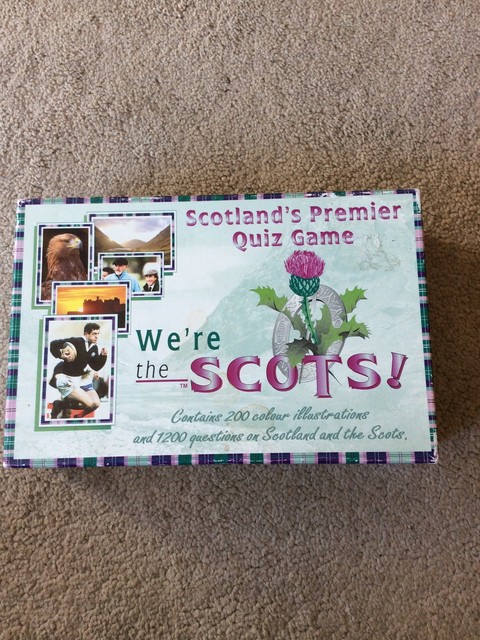 Scotland's Premier
Quiz Game
We're
the SCOTS!
TM
Contains 200 colour illustrations
and 1200 questions on Scotland and the Scots.